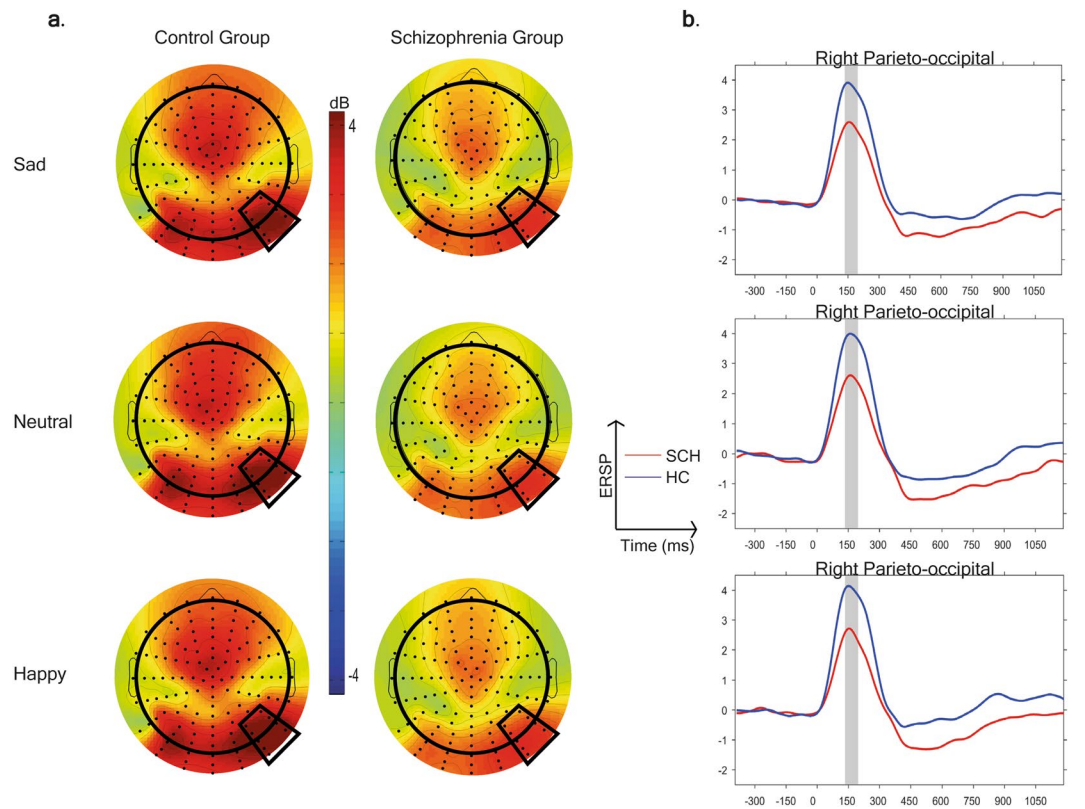 a.
Control Group
Schizophrenia Group
dB
4
-4
Sad
Neutral
Happy
b.
Right Parieto-occipital
4
3
2
1
0
-1
-2
-300 -150 0 150 300 450 600 750 900 1050
Right Parieto-occipital
4
3
2
1
0
-1
-2
-300 -150 0 150 300 450 600 750 900 1050
Right Parieto-occipital
4
3
2
1
0
-1
-2
-300 -150 0 150 300 450 600 750 900 1050
ERSP
Time (ms)
SCH
HC